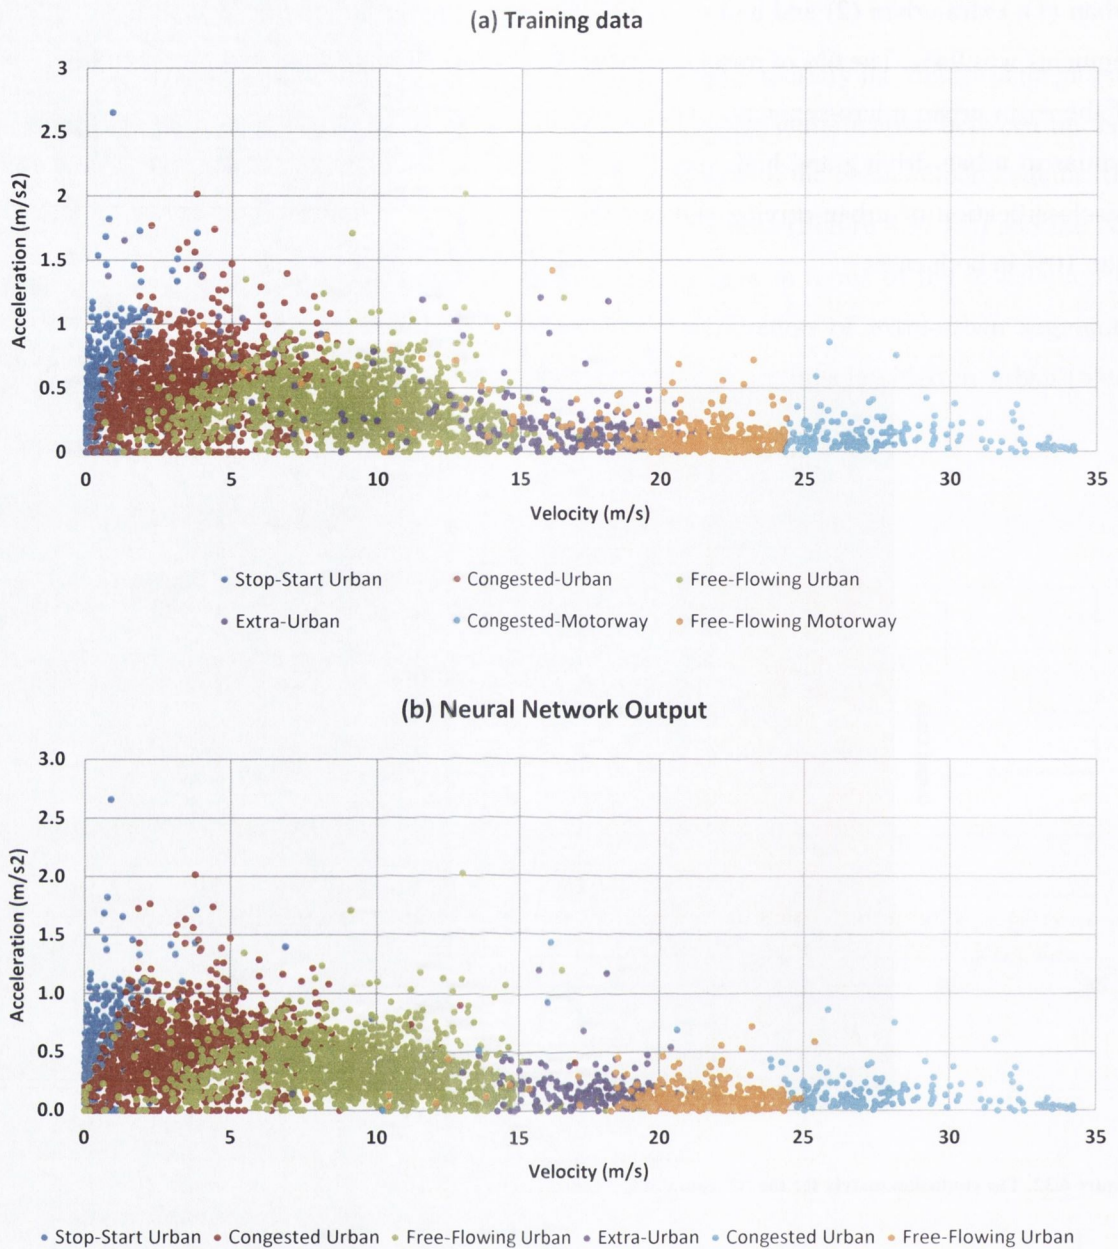 (a) Training data
3
2.5
2
1.5
1
0.5
0
Acceleration (m/s2)
0 5 10 15 20 25 30 35
Velocity (m/s)
Stop-Start Urban Congested-Urban Free-Flowing Urban
Extra-Urban Congested-Motorway Free-Flowing Motorway
(b) Neural Network Output
3.0
2.5
2.0
1.5
1.0
0.5
0.0
Acceleration (m/s2)
0 5 10 15 20 25 30 35
Velocity (m/s)
Stop-Start Urban Congested Urban Free-Flowing Urban Extra-Urban Congested Urban Free-Flowing Urban